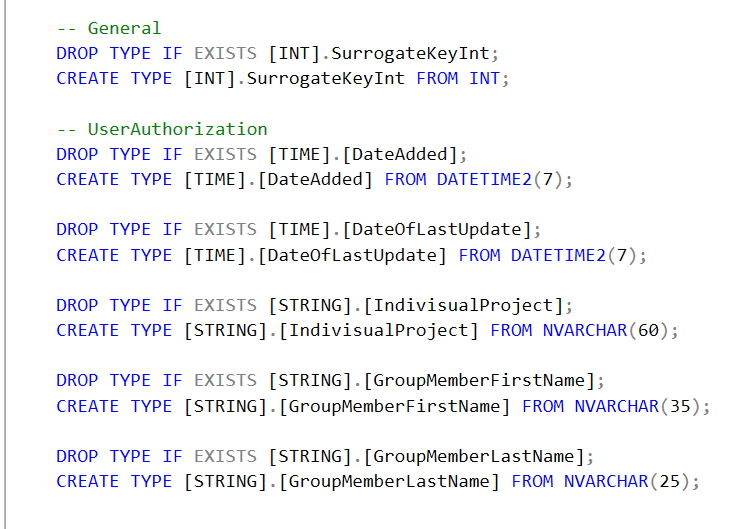 -- General
DROP TYPE IF EXISTS [INT].SurrogateKeyInt;
CREATE TYPE [INT].SurrogateKeyInt FROM INT;
-- UserAuthorization
DROP TYPE IF EXISTS [TIME].[DateAdded];
CREATE TYPE [TIME].[DateAdded] FROM DATETIME2(7);
DROP TYPE IF EXISTS [TIME].[DateOfLastUpdate];
CREATE TYPE [TIME].[DateOfLastUpdate] FROM DATETIME2(7);
DROP TYPE IF EXISTS [STRING].[IndivisualProject];
CREATE TYPE [STRING].[IndivisualProject] FROM NVARCHAR(60);
DROP TYPE IF EXISTS [STRING].[GroupMemberFirstName];
CREATE TYPE [STRING].[GroupMemberFirstName] FROM NVARCHAR(35);
DROP TYPE IF EXISTS [STRING].[GroupMemberLastName];
CREATE TYPE [STRING].[GroupMemberLastName] FROM NVARCHAR(25);